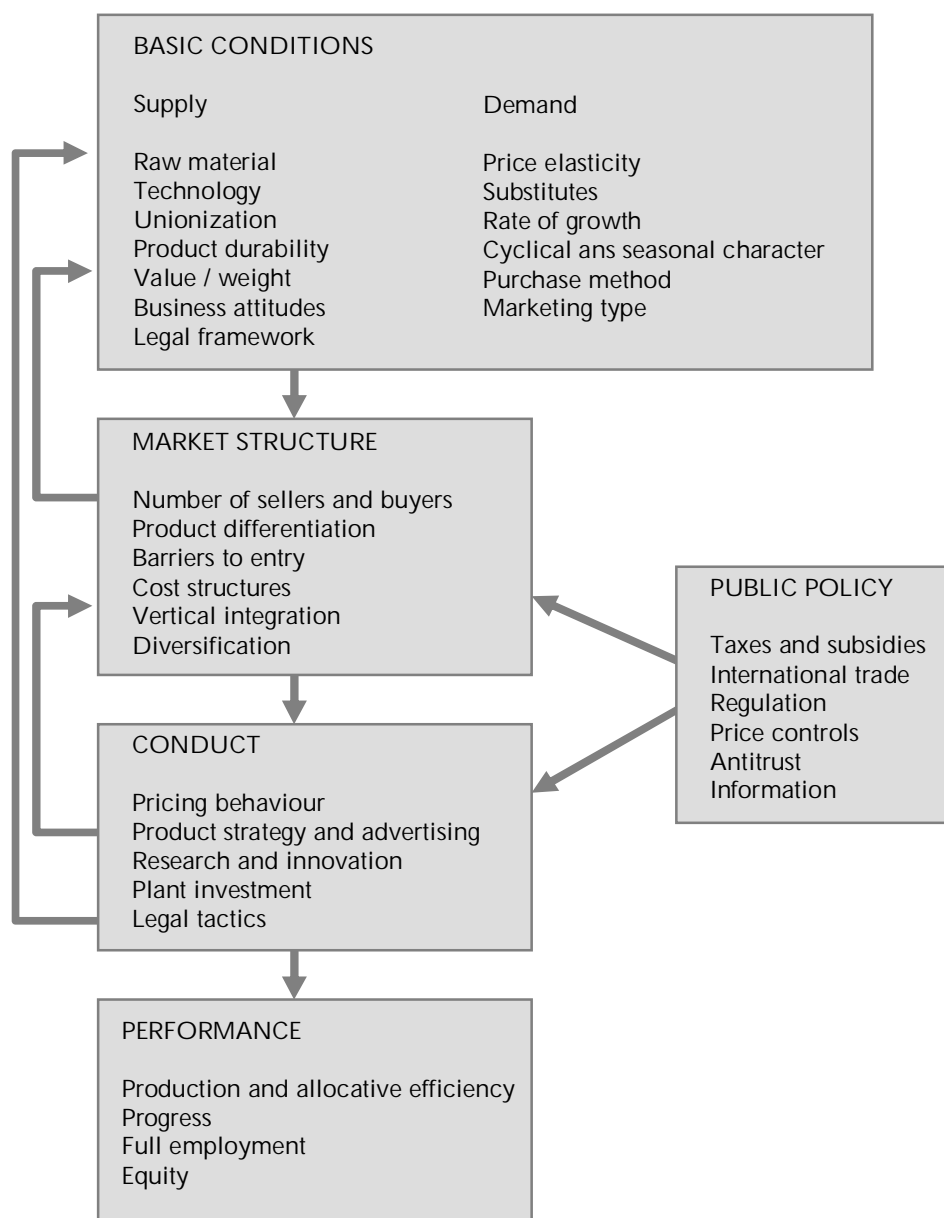 BASIC CONDITIONS
Supply
Raw material
Technology
Unionization
Product durability
Value / weight
Business attitudes
Legal framework
Demand
Price elasticity
Substitutes
Rate of growth
Cyclical ans seasonal character
Purchase method
Marketing type
MARKET STRUCTURE
Number of sellers and buyers
Product differentiation
Barriers to entry
Cost structures
Vertical integration
Diversification
PUBLIC POLICY
Taxes and subsidies
International trade
Regulation
Price controls
Antitrust
Information
CONDUCT
Pricing behaviour
Product strategy and advertising
Research and innovation
Plant investment
Legal tactics
PERFORMANCE
Production and allocative efficiency
Progress
Full employment
Equity